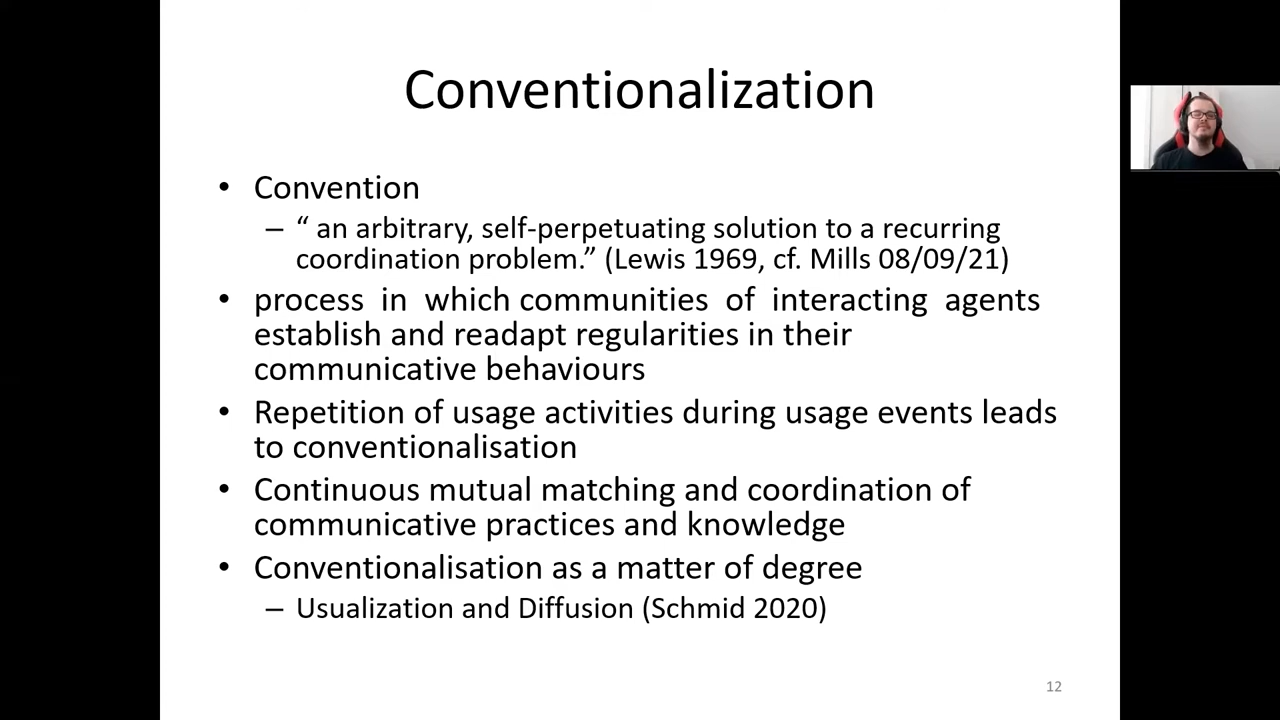 Conventionalization
• Convention
– “ an arbitrary, self-perpetuating solution to a recurring
coordination problem.” (Lewis 1969, cf. Mills 08/09/21)
• process in which communities of interacting agents
establish and readapt regularities in their
communicative behaviours
• Repetition of usage activities during usage events leads
to conventionalisation
• Continuous mutual matching and coordination of
communicative practices and knowledge
• Conventionalisation as a matter of degree
– Usualization and Diffusion (Schmid 2020)
12